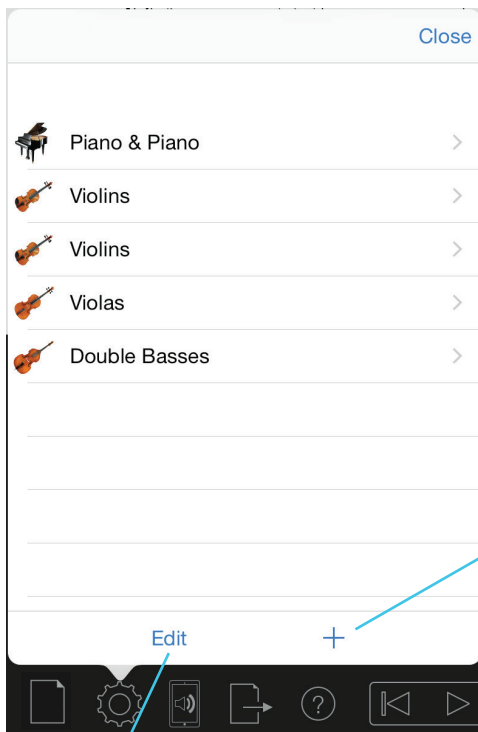 Close
Piano & Piano
Violins
Violins
Violas
Double Basses
Edit
+
?